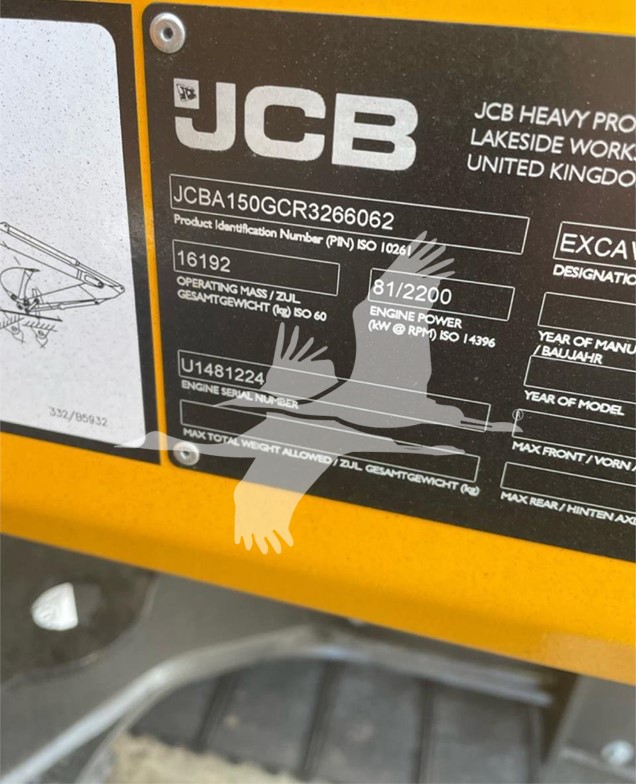 JCB
JCB
JCB HEAVY PRO
LAKESIDE WORK
UNITED KINGDO
JCBA150GCR3266062
Product Identification Number (PIN) ISO 10261
16192
OPERATING MASS / ZUL.
GESAMTGEWICHT (kg) ISO 60
81/2200
ENGINE POWER
(kW @ RPM) ISO 14396
EXCAV
DESIGNATIO
YEAR OF MANU
/ BAUJAHR
U1481224
ENGINE SERIAL NUMBER
YEAR OF MODEL
MAX TOTAL WEIGHT ALLOWED / ZUL. GESAMTGEWICHT (kg)
MAX FRONT / VORN A
MAX REAR / HINTEN AX
332/B5932
®